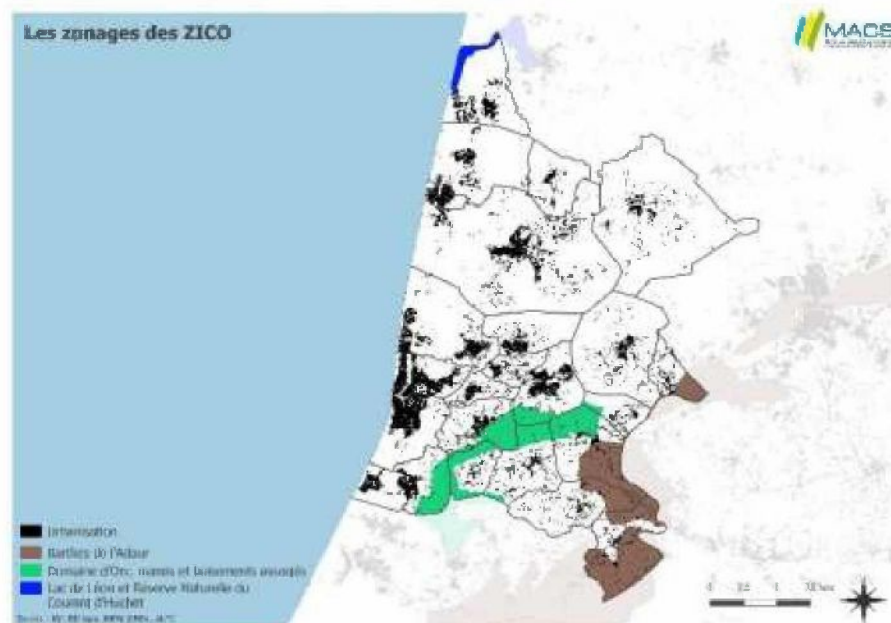 Les zonages des ZICO
MACS
Urbanisation
Barthes de l'Adour
Domaine d'Orx, marais et boisements associés
Lac de Léon et Réserve Naturelle du
Courant d'Huchet